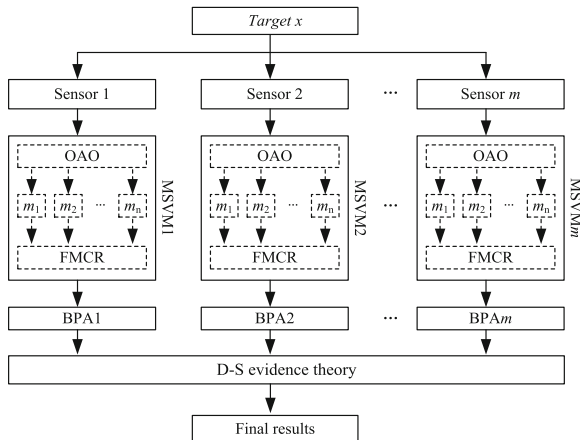 Target x
Sensor 1
Sensor 2
...
Sensor m
OAO
m1
m2
...
mn
FMCR
MSVM1
OAO
m1
m2
...
mn
FMCR
MSVM2
...
OAO
m1
m2
...
mn
FMCR
MSVMm
BPA1
BPA2
...
BPAm
D-S evidence theory
Final results